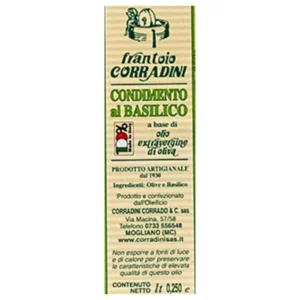 frantoio
CORRADINI
CONDIMENTO
al BASILICO
a base di
olio
extravergine
di oliva
PRODOTTO ARTIGIANALE
dal 1930
Ingredienti: Olive e Basilico
Prodotto e confezionato
dall'Oleificio
CORRADINI CORRADO & C. sas
Via Macina, 57/58
Telefono 0733 556548
MOGLIANO (MC)
www.corradinisas.it
Non esporre a fonti di luce
e di calore per preservare
le caratteristiche di elevata
qualità di questo olio
CONTENUTO
NETTO lt 0,250 e